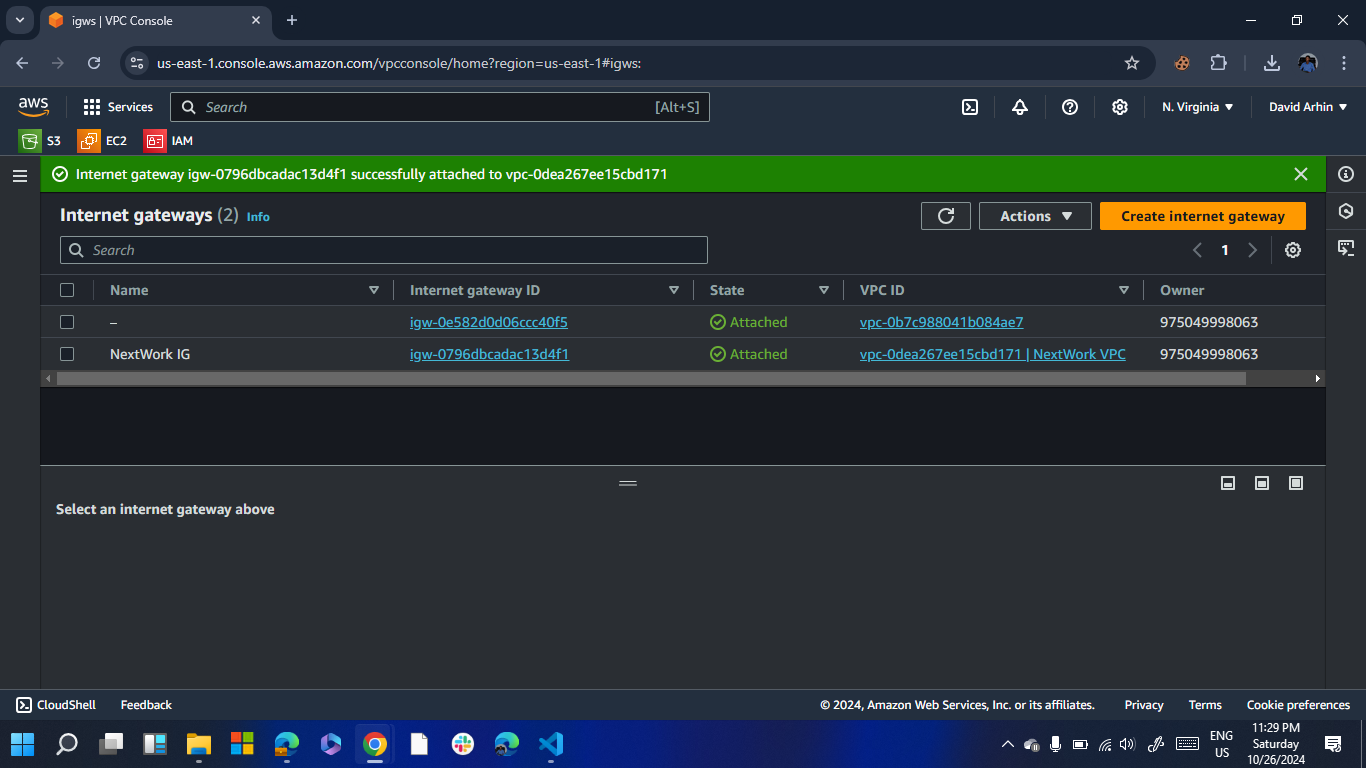 igws | VPC Console
us-east-1.console.aws.amazon.com/vpcconsole/home?region=us-east-1#igws:
aws Services Search [Alt+S] N. Virginia David Arhin
S3 EC2 IAM
Internet gateway igw-0796dbcadac13d4f1 successfully attached to vpc-0dea267ee15cbd171
Internet gateways (2) Info Actions Create internet gateway
Search 1
Name Internet gateway ID State VPC ID Owner
– igw-0e582d0d06ccc40f5 Attached vpc-0b7c988041b084ae7 975049998063
NextWork IG igw-0796dbcadac13d4f1 Attached vpc-0dea267ee15cbd171 | NextWork VPC 975049998063
Select an internet gateway above
CloudShell Feedback © 2024, Amazon Web Services, Inc. or its affiliates. Privacy Terms Cookie preferences
ENG US
11:29 PM
Saturday
10/26/2024